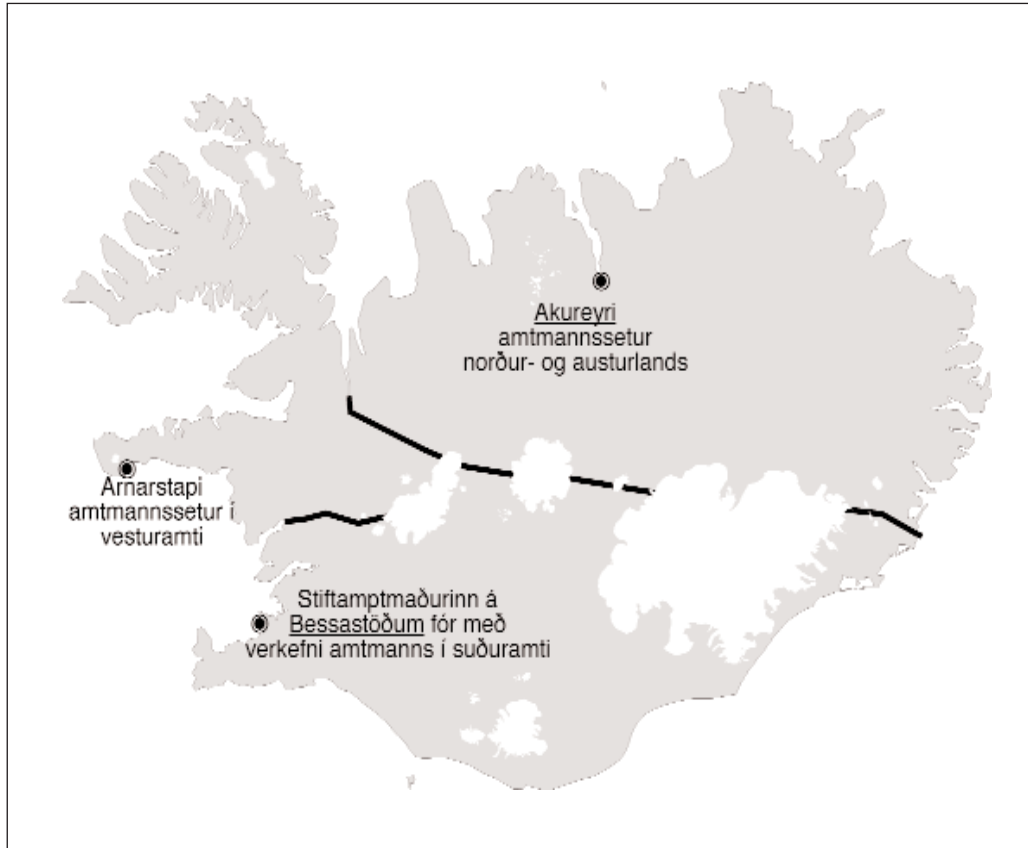 Akureyri
amtmannssetur
norður- og austurlands
Arnarstapi
amtmannssetur í
vesturamti
Stiftamptmaðurinn á
Bessastöðum fór með
verkefni amtmanns í suðuramti